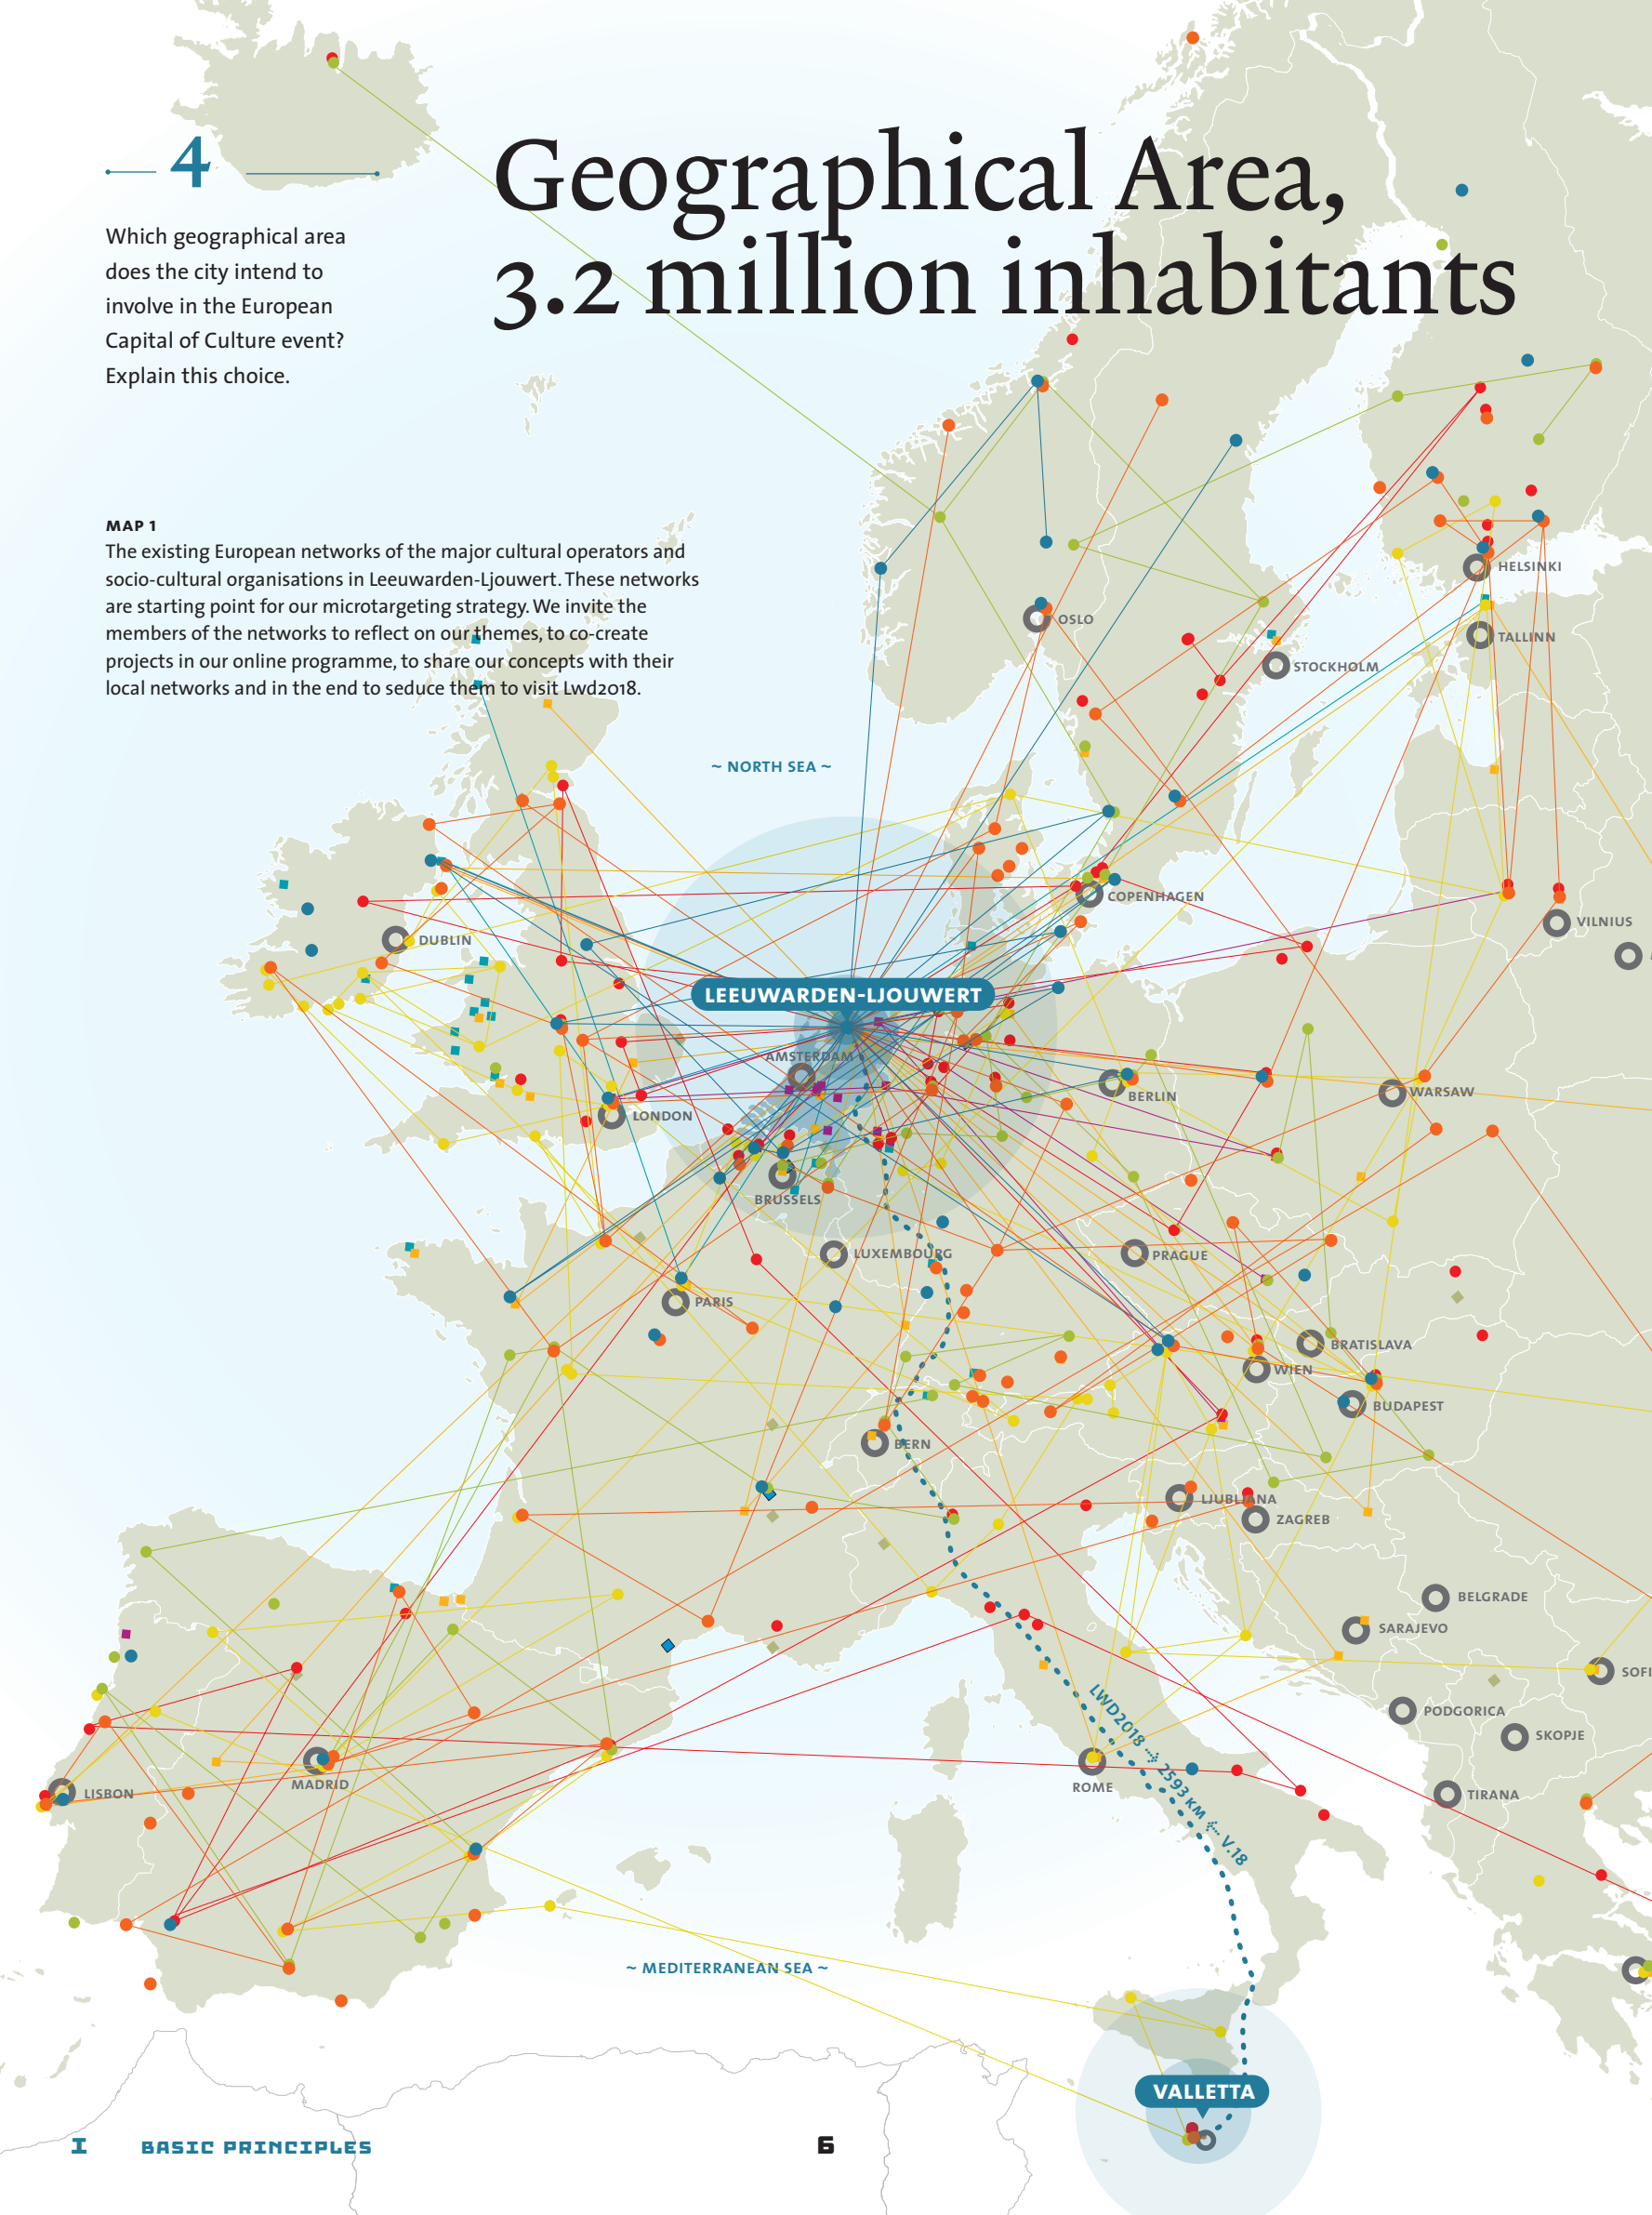 4
Geographical Area,
3.2 million inhabitants
Which geographical area
does the city intend to
involve in the European
Capital of Culture event?
Explain this choice.
MAP 1
The existing European networks of the major cultural operators and
socio-cultural organisations in Leeuwarden-Ljouwert. These networks
are starting point for our microtargeting strategy. We invite the
members of the networks to reflect on our themes, to co-create
projects in our online programme, to share our concepts with their
local networks and in the end to seduce them to visit Lwd2018.
HELSINKI
OSLO
TALLINN
STOCKHOLM
~ NORTH SEA ~
COPENHAGEN
VILNIUS
DUBLIN
LEEUWARDEN-LJOUWERT
AMSTERDAM
BERLIN
WARSAW
LONDON
BRUSSELS
LUXEMBOURG
PRAGUE
PARIS
BRATISLAVA
WIEN
BUDAPEST
BERN
LJUBLJANA
ZAGREB
BELGRADE
SARAJEVO
SOFI
PODGORICA
SKOPJE
LWD2018 ⇢ 2593 KM ⇠ V.18
MADRID
ROME
LISBON
TIRANA
~ MEDITERRANEAN SEA ~
VALLETTA
I BASIC PRINCIPLES
6